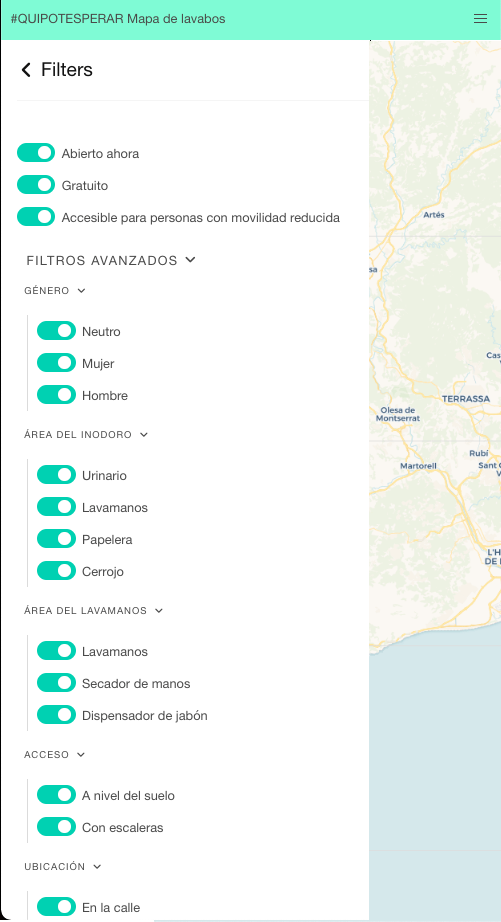 #QUIPOTESPERAR Mapa de lavabos
Filters
Abierto ahora
Gratuito
Accesible para personas con movilidad reducida
FILTROS AVANZADOS
GÉNERO
Neutro
Mujer
Hombre
ÁREA DEL INODORO
Urinario
Lavamanos
Papelera
Cerrojo
ÁREA DEL LAVAMANOS
Lavamanos
Secador de manos
Dispensador de jabón
ACCESO
A nivel del suelo
Con escaleras
UBICACIÓN
En la calle
Artés
sa
Cas
TERRASSA
Olesa de
Montserrat
Rubí
Martorell
Sant
L'H
DE